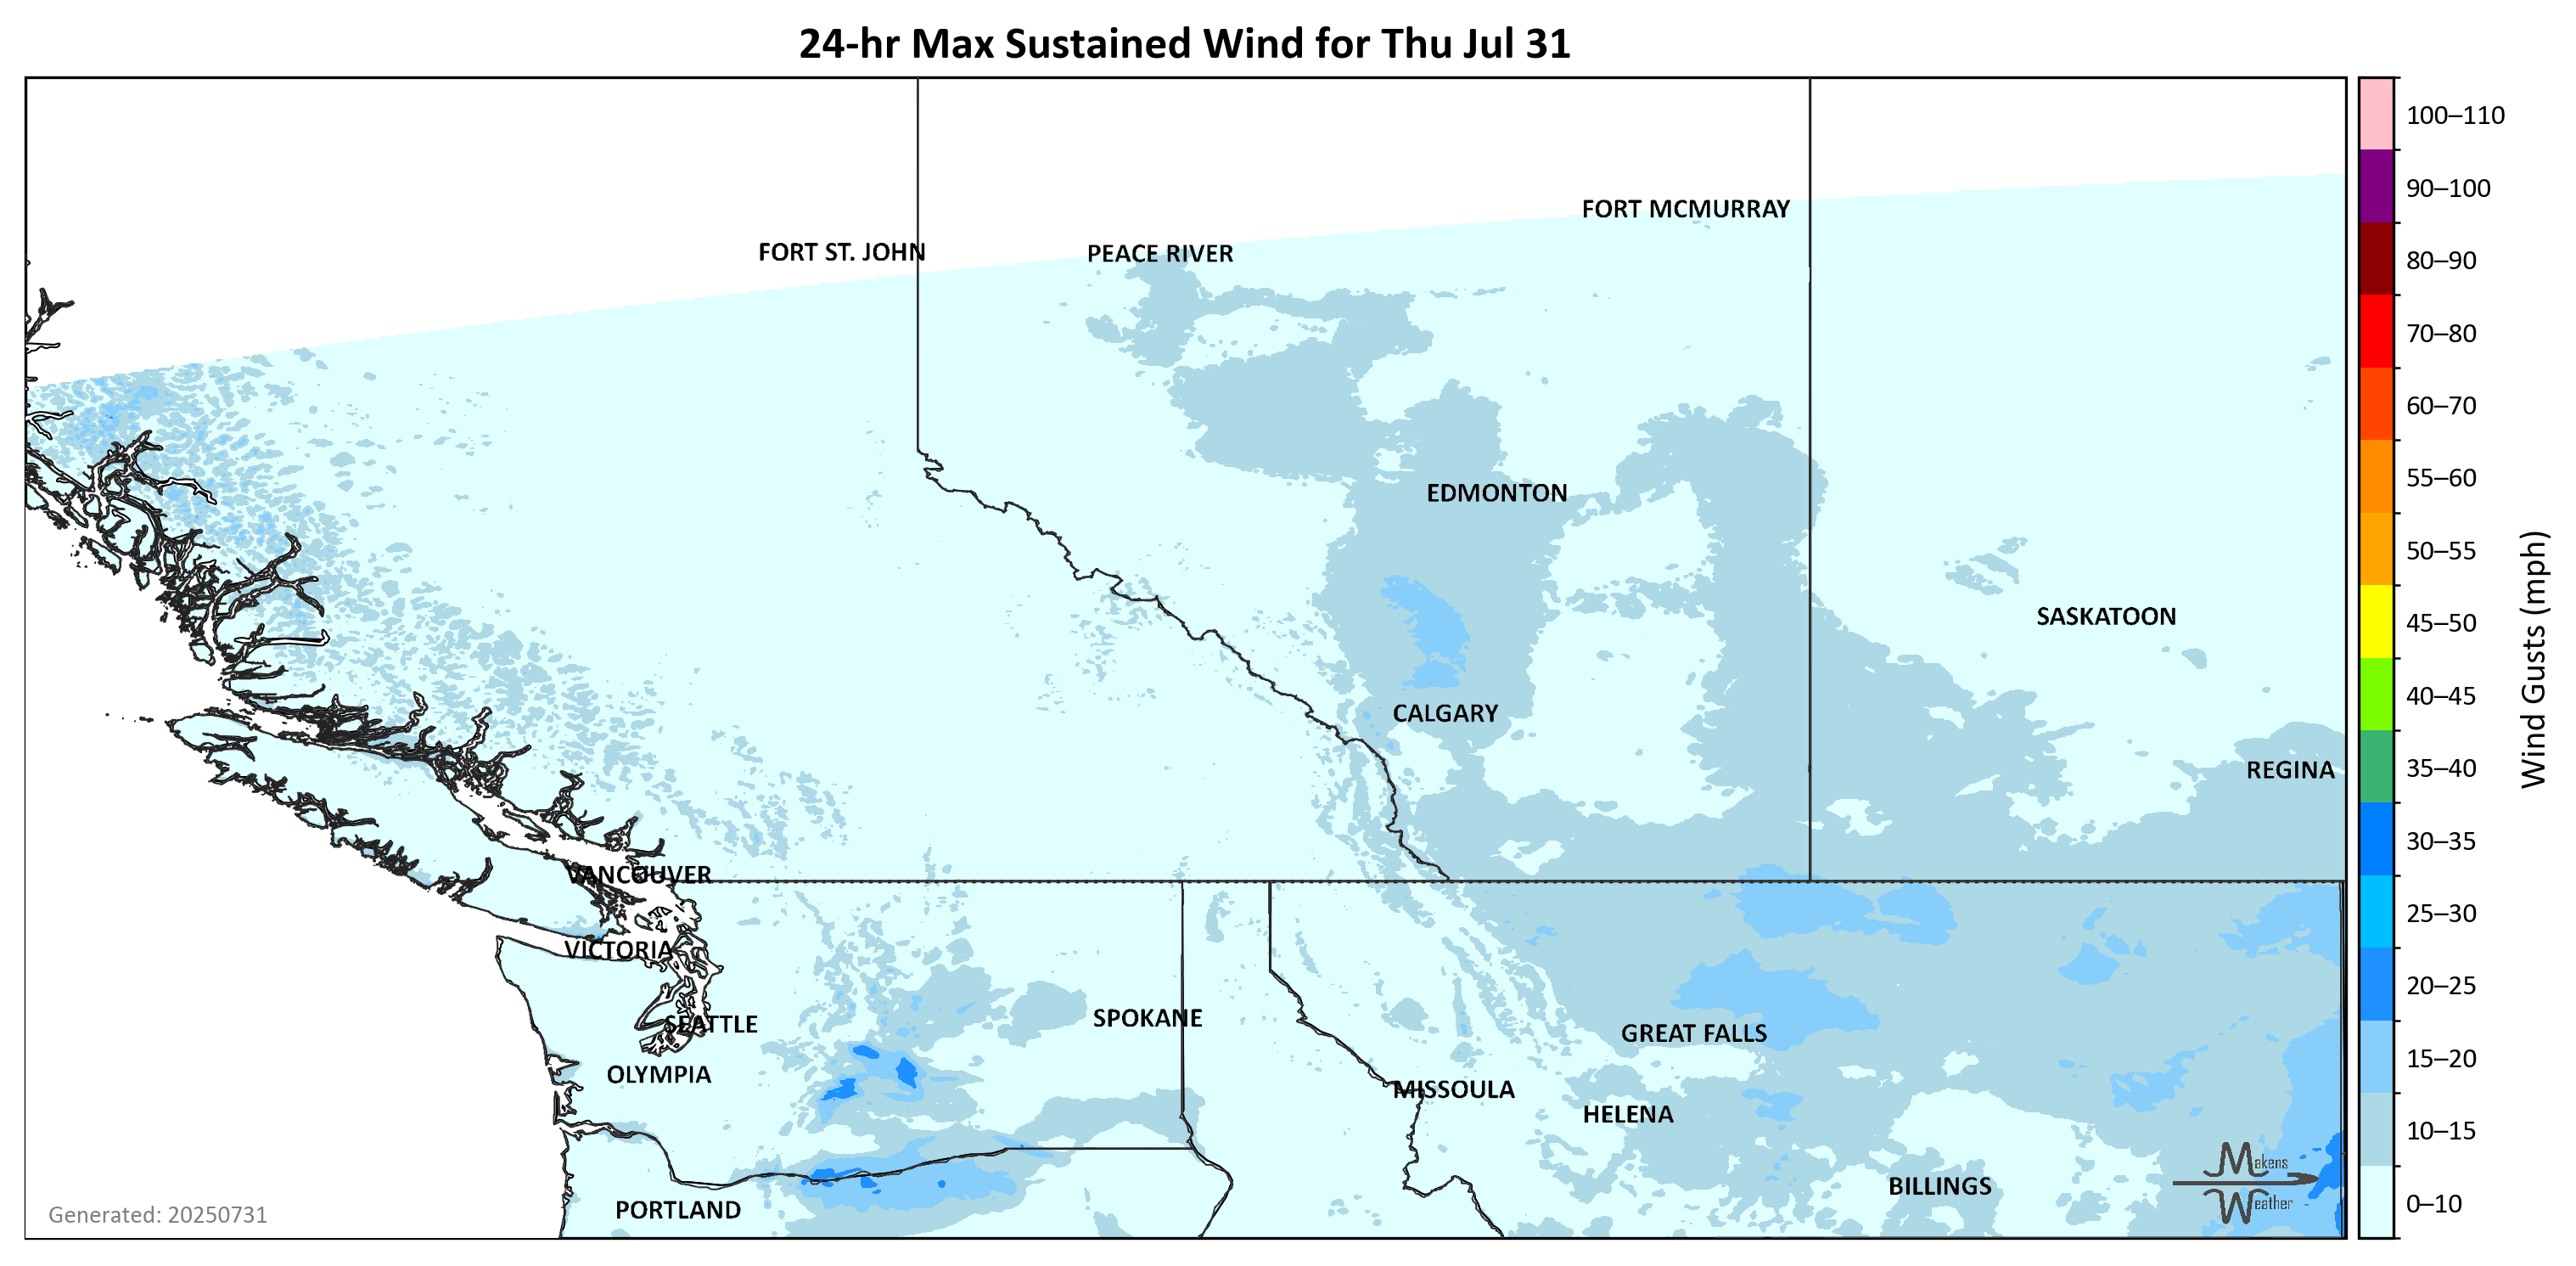 24-hr Max Sustained Wind for Thu Jul 31
FORT MCMURRAY
FORT ST. JOHN
PEACE RIVER
EDMONTON
SASKATOON
CALGARY
REGINA
VANCOUVER
VICTORIA
SEATTLE
SPOKANE
GREAT FALLS
OLYMPIA
MISSOULA
HELENA
BILLINGS
PORTLAND
Makens
Weather
Generated: 20250731
100–110
90–100
80–90
70–80
60–70
55–60
50–55
45–50
40–45
35–40
30–35
25–30
20–25
15–20
10–15
0–10
Wind Gusts (mph)